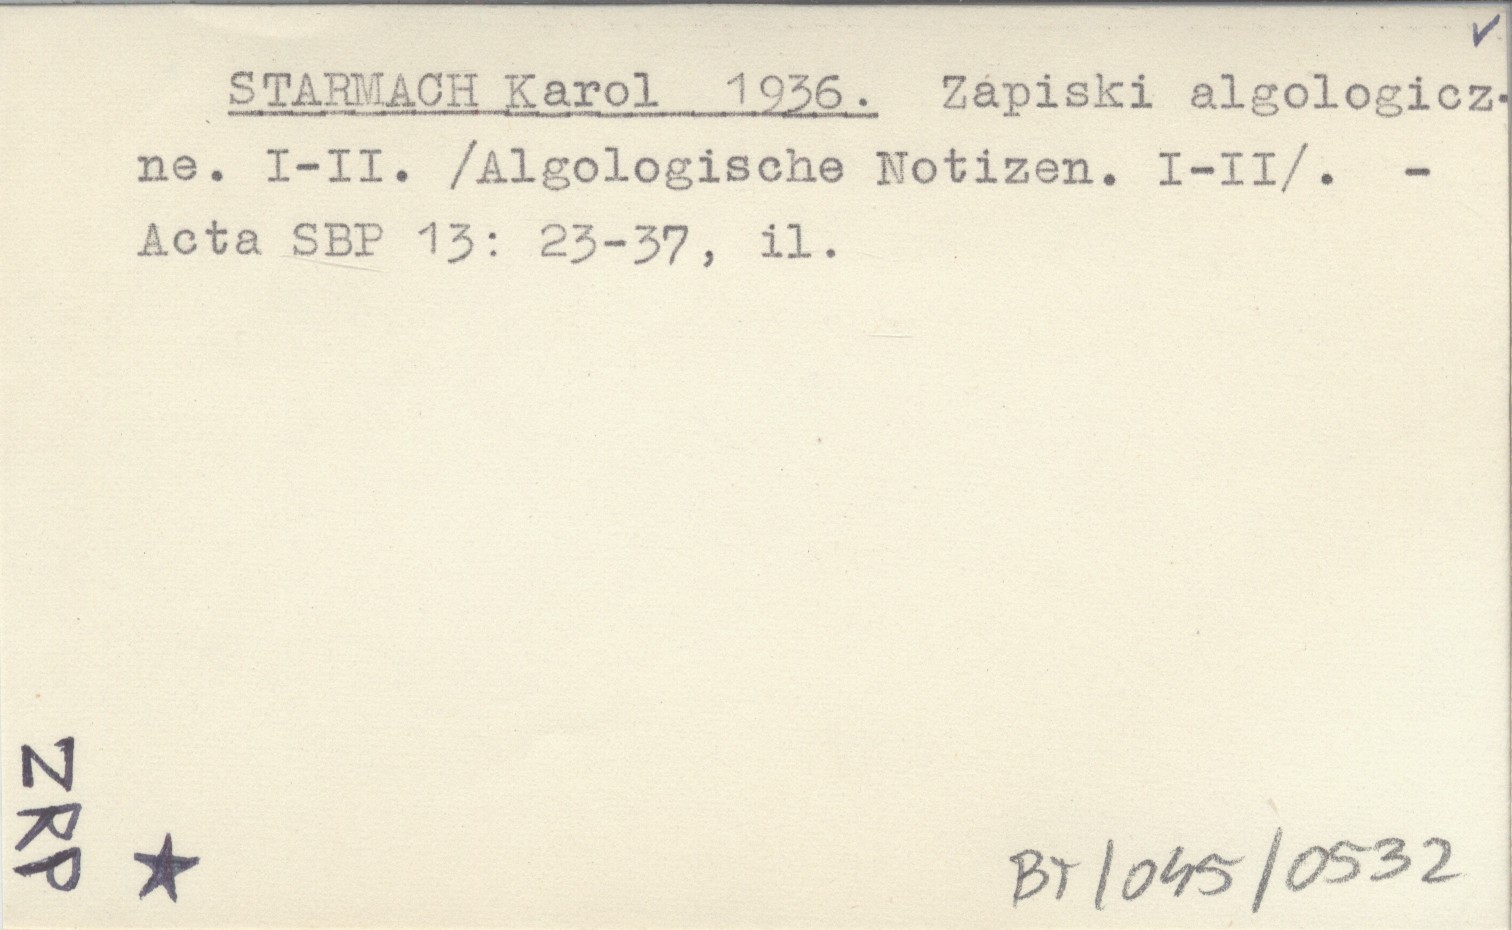 ✓
STARMACH Karol 1936. Zapiski algologicz-
ne. I-II. /Algologische Notizen. I-II/. -
Acta SBP 13: 23-37, il.
ZRP
★
BT/045/0532